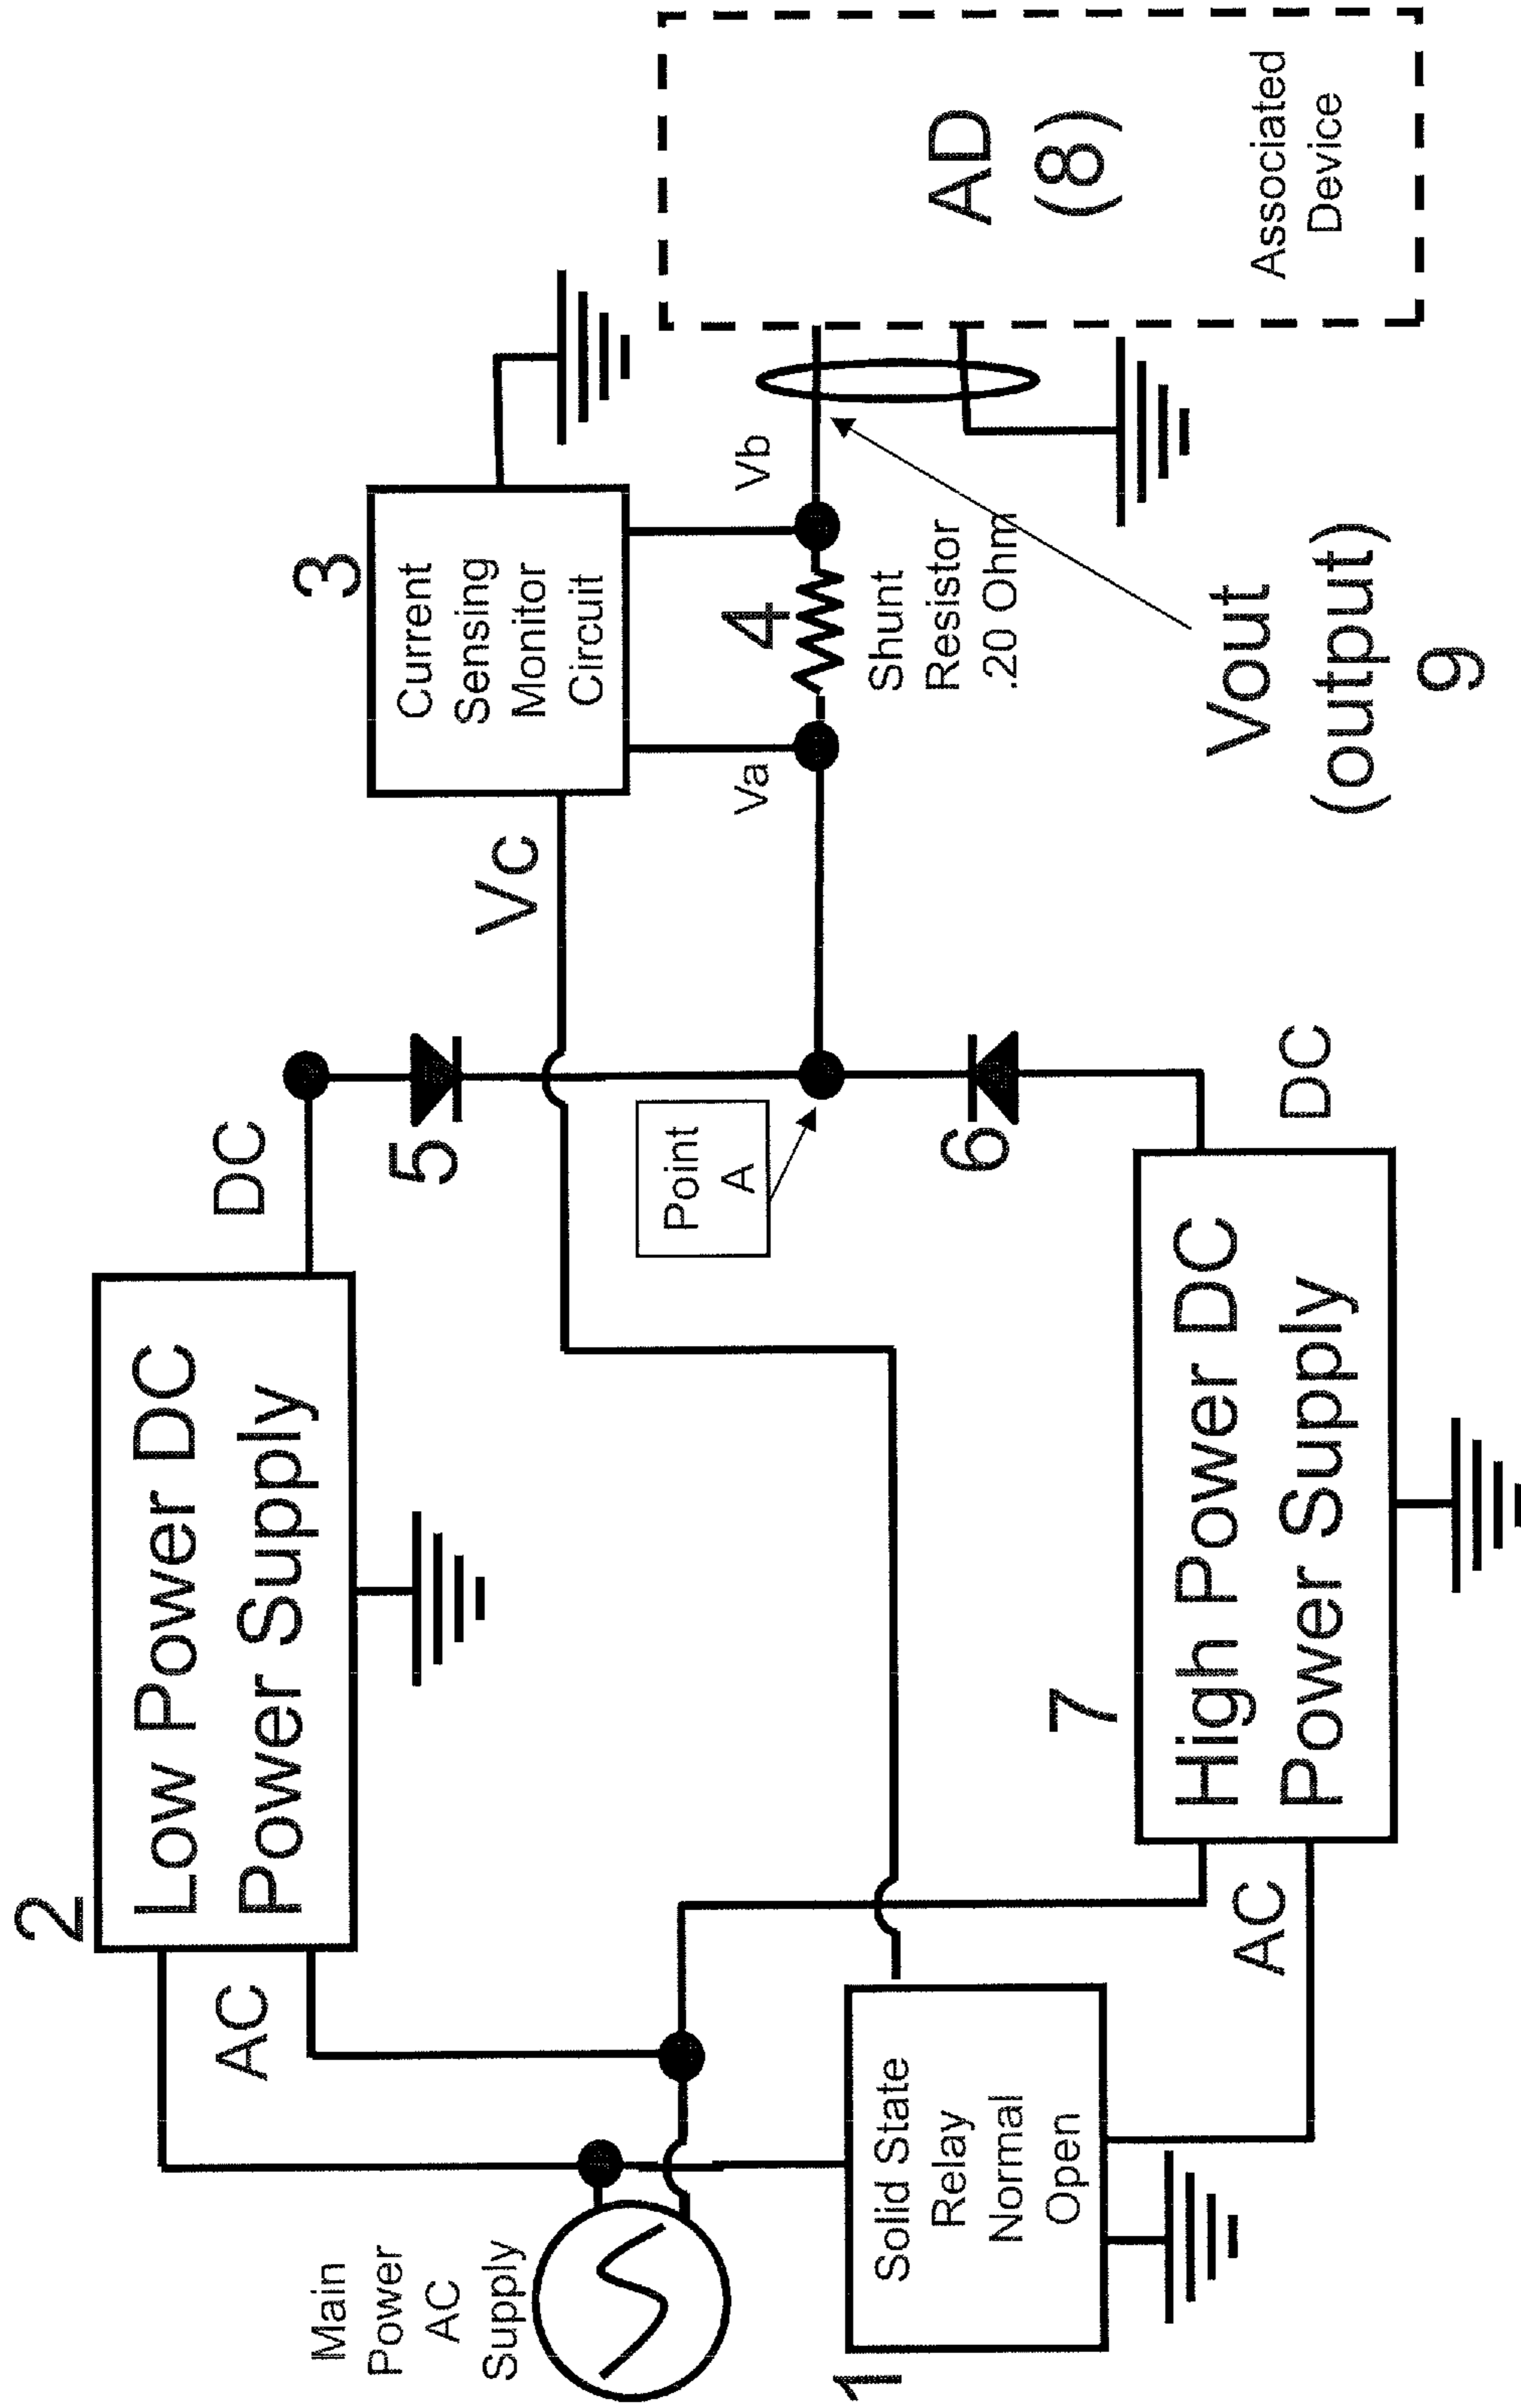 2
Low Power DC
Power Supply
DC
AC
3
Current
Sensing
Monitor
Circuit
Vc
5
Main
Power
AC
Supply
Point
A
Va
4
Vb
Shunt
Resistor
.20 Ohm
AD
(8)
Associated
Device
1
Solid State
Relay
Normal
Open
6
7
High Power DC
Power Supply
AC
DC
Vout
(output)
9